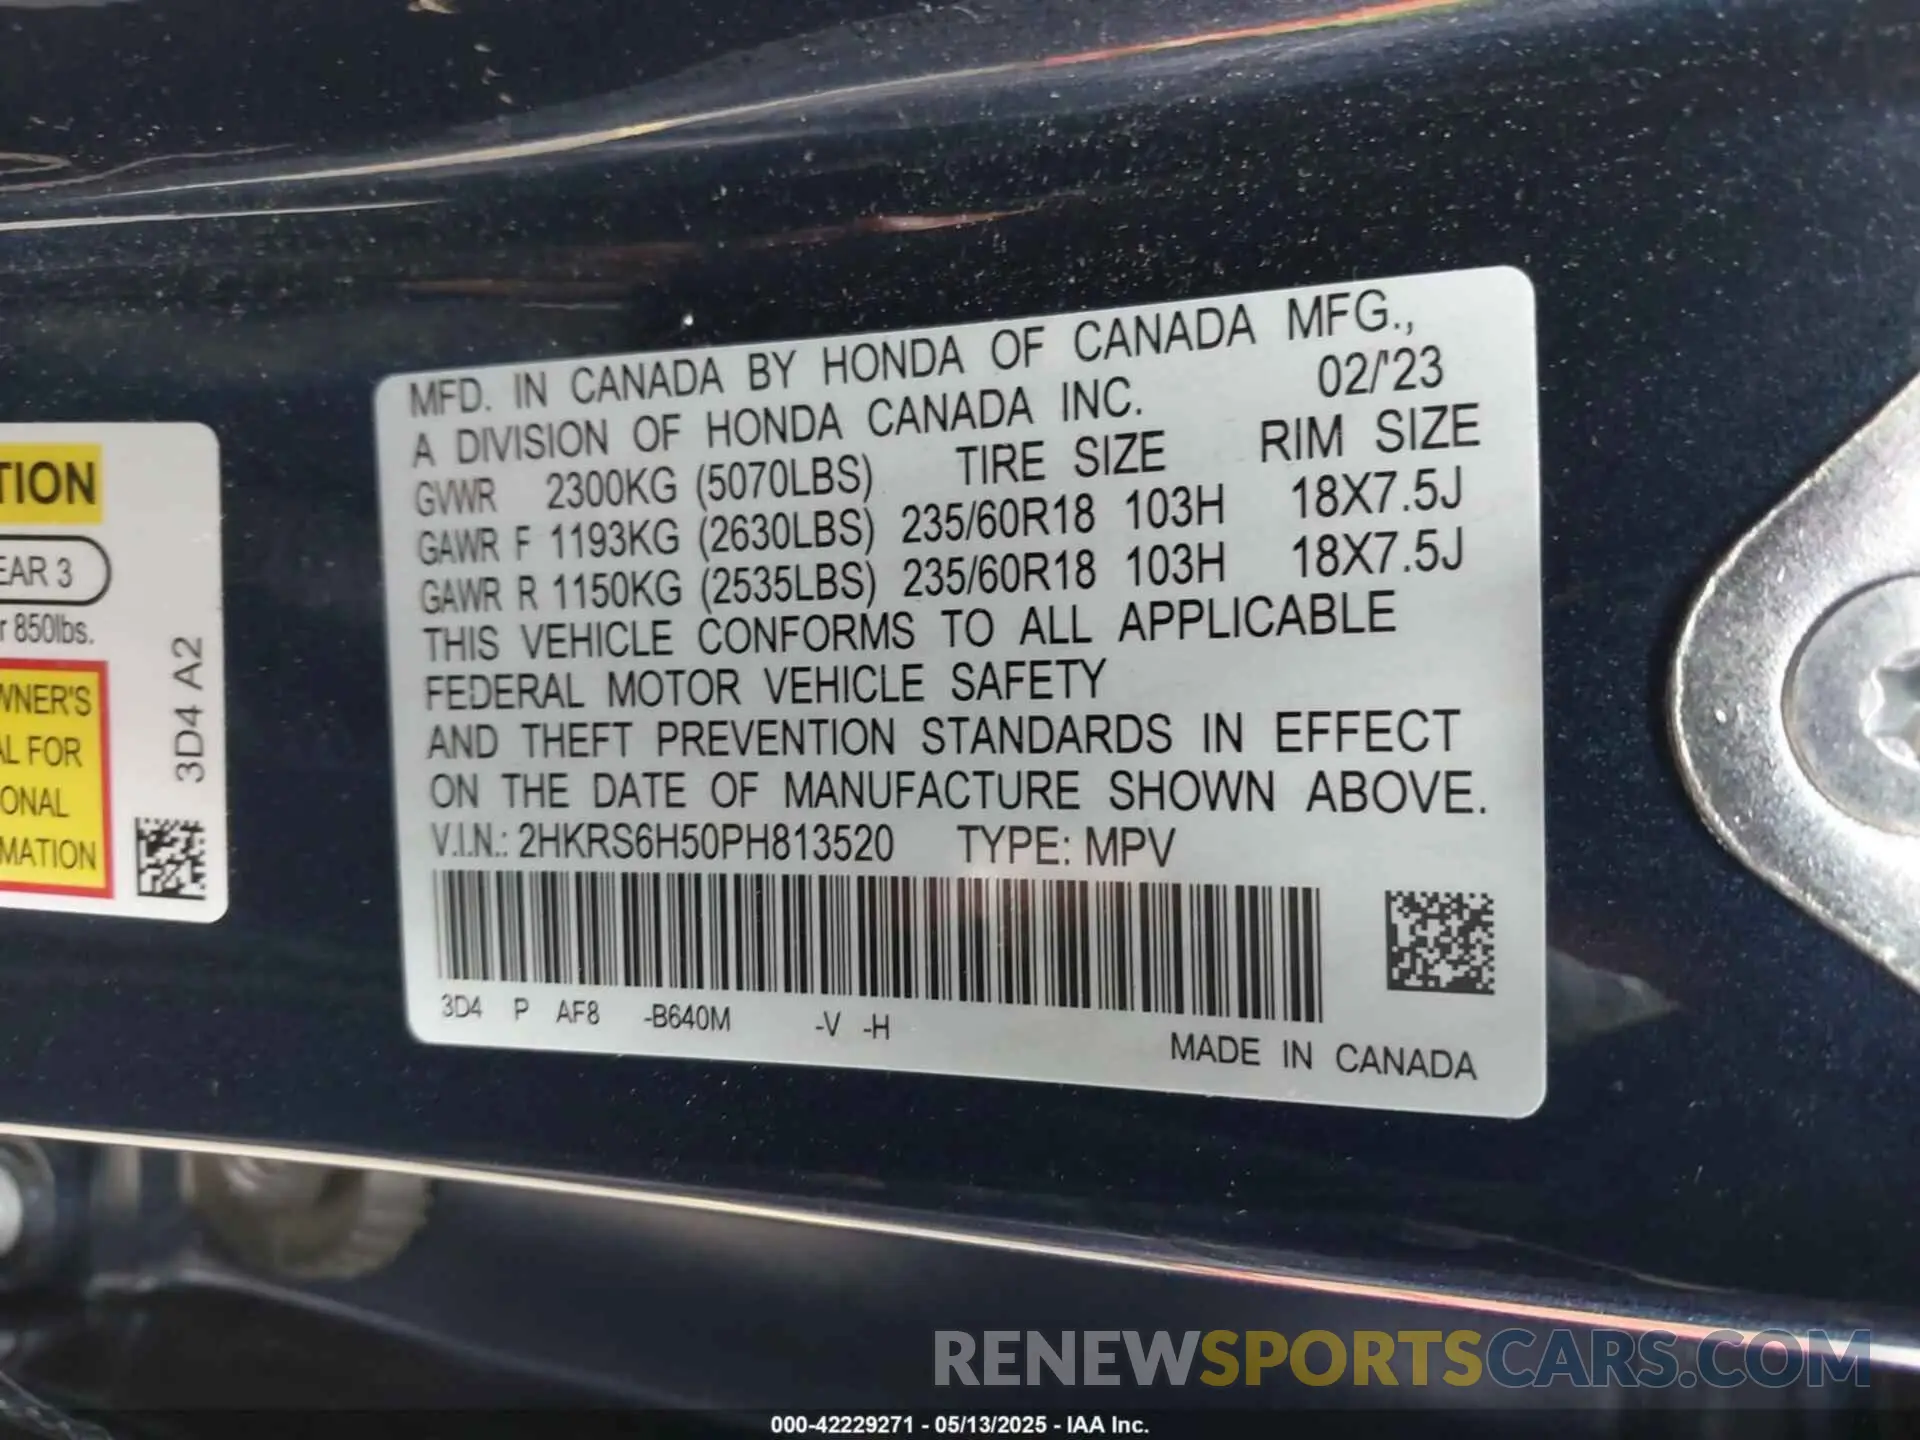 TION
EAR 3
r 850lbs.
WNER'S
AL FOR
ONAL
MATION
3D4 A2
MFD. IN CANADA BY HONDA OF CANADA MFG.,
A DIVISION OF HONDA CANADA INC. 02/'23
GVWR 2300KG (5070LBS) TIRE SIZE RIM SIZE
GAWR F 1193KG (2630LBS) 235/60R18 103H 18X7.5J
GAWR R 1150KG (2535LBS) 235/60R18 103H 18X7.5J
THIS VEHICLE CONFORMS TO ALL APPLICABLE
FEDERAL MOTOR VEHICLE SAFETY
AND THEFT PREVENTION STANDARDS IN EFFECT
ON THE DATE OF MANUFACTURE SHOWN ABOVE.
V.I.N.: 2HKRS6H50PH813520 TYPE: MPV
3D4 P AF8 -B640M -V -H
MADE IN CANADA
RENEWSPORTSCARS.COM
000-42229271 - 05/13/2025 - IAA Inc.